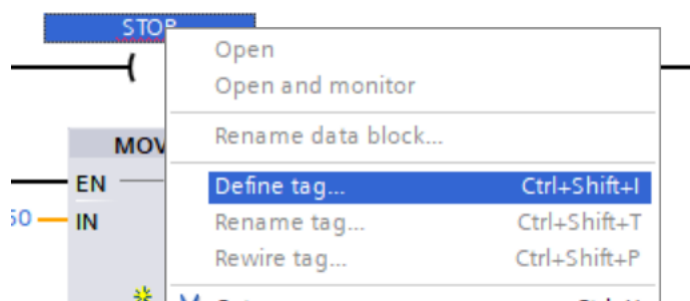 STOP
Open
Open and monitor
Rename data block...
MOV
EN
Define tag... Ctrl+Shift+I
IN
Rename tag... Ctrl+Shift+T
Rewire tag... Ctrl+Shift+P